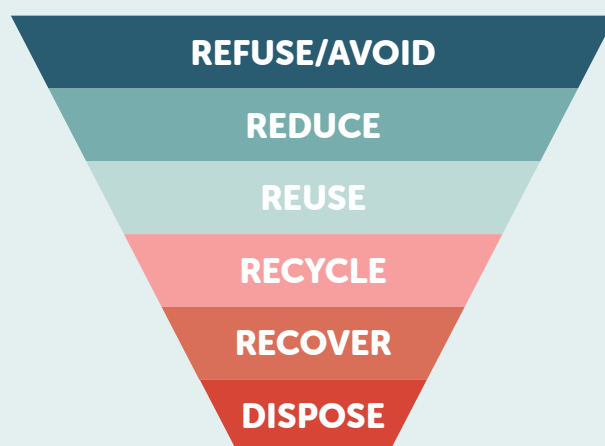 REFUSE/AVOID
REDUCE
REUSE
RECYCLE
RECOVER
DISPOSE